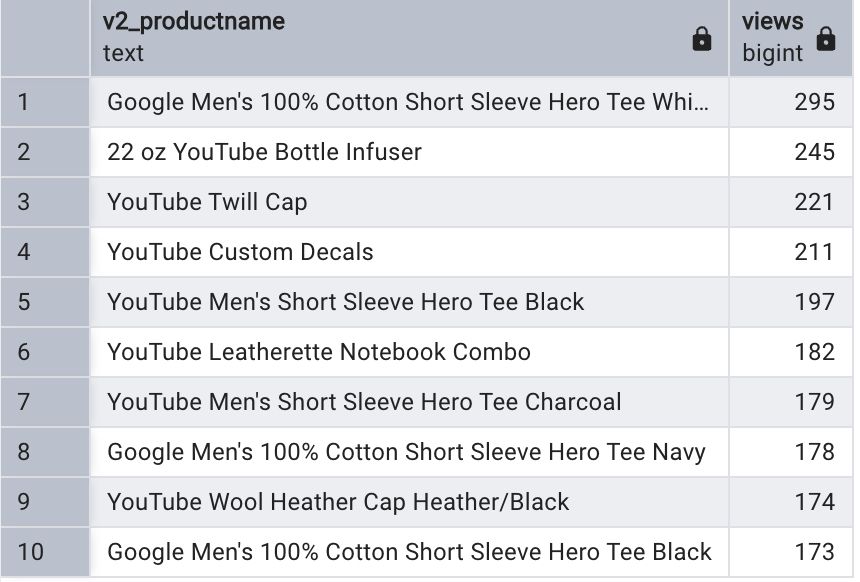 v2_productname views
text bigint
1 Google Men's 100% Cotton Short Sleeve Hero Tee Whi... 295
2 22 oz YouTube Bottle Infuser 245
3 YouTube Twill Cap 221
4 YouTube Custom Decals 211
5 YouTube Men's Short Sleeve Hero Tee Black 197
6 YouTube Leatherette Notebook Combo 182
7 YouTube Men's Short Sleeve Hero Tee Charcoal 179
8 Google Men's 100% Cotton Short Sleeve Hero Tee Navy 178
9 YouTube Wool Heather Cap Heather/Black 174
10 Google Men's 100% Cotton Short Sleeve Hero Tee Black 173